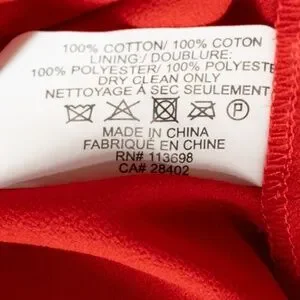 100% COTTON/ 100% COTON
LINING:/ DOUBLURE:
100% POLYESTER/ 100% POLYESTE
DRY CLEAN ONLY
NETTOYAGE À SEC SEULEMENT
P
MADE IN CHINA
FABRIQUÉ EN CHINE
RN# 113698
CA# 28402